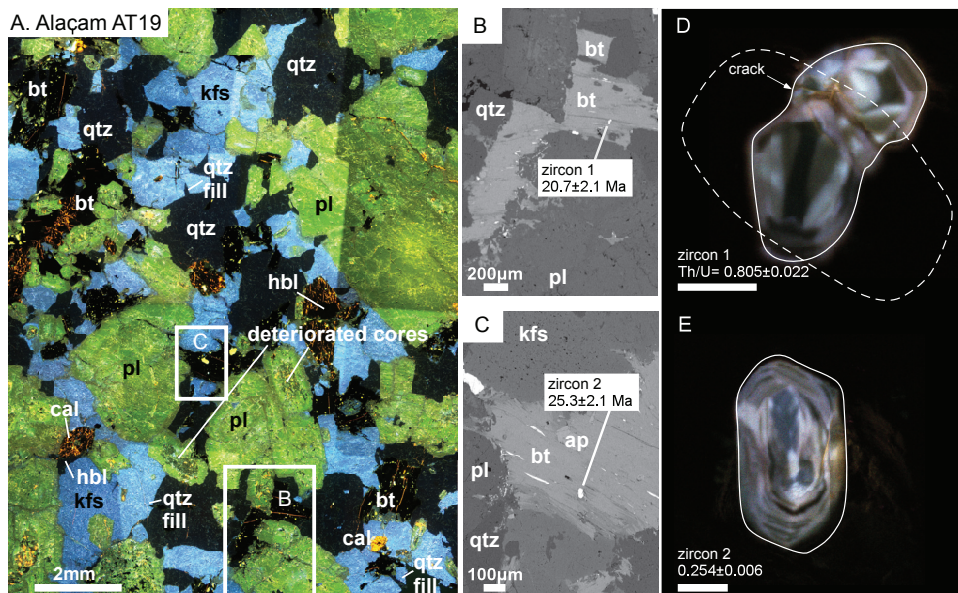 A. Alaçam AT19
bt
qtz
kfs
qtz
qtz
fill
bt
pl
qtz
hbl
C
deteriorated cores
pl
cal
pl
hbl
kfs
qtz
fill
B
bt
cal
qtz
fill
2mm
B
bt
bt
qtz
zircon 1
20.7±2.1 Ma
200µm
pl
C
kfs
zircon 2
25.3±2.1 Ma
ap
bt
pl
qtz
100µm
D
crack
zircon 1
Th/U= 0.805±0.022
E
zircon 2
0.254±0.006